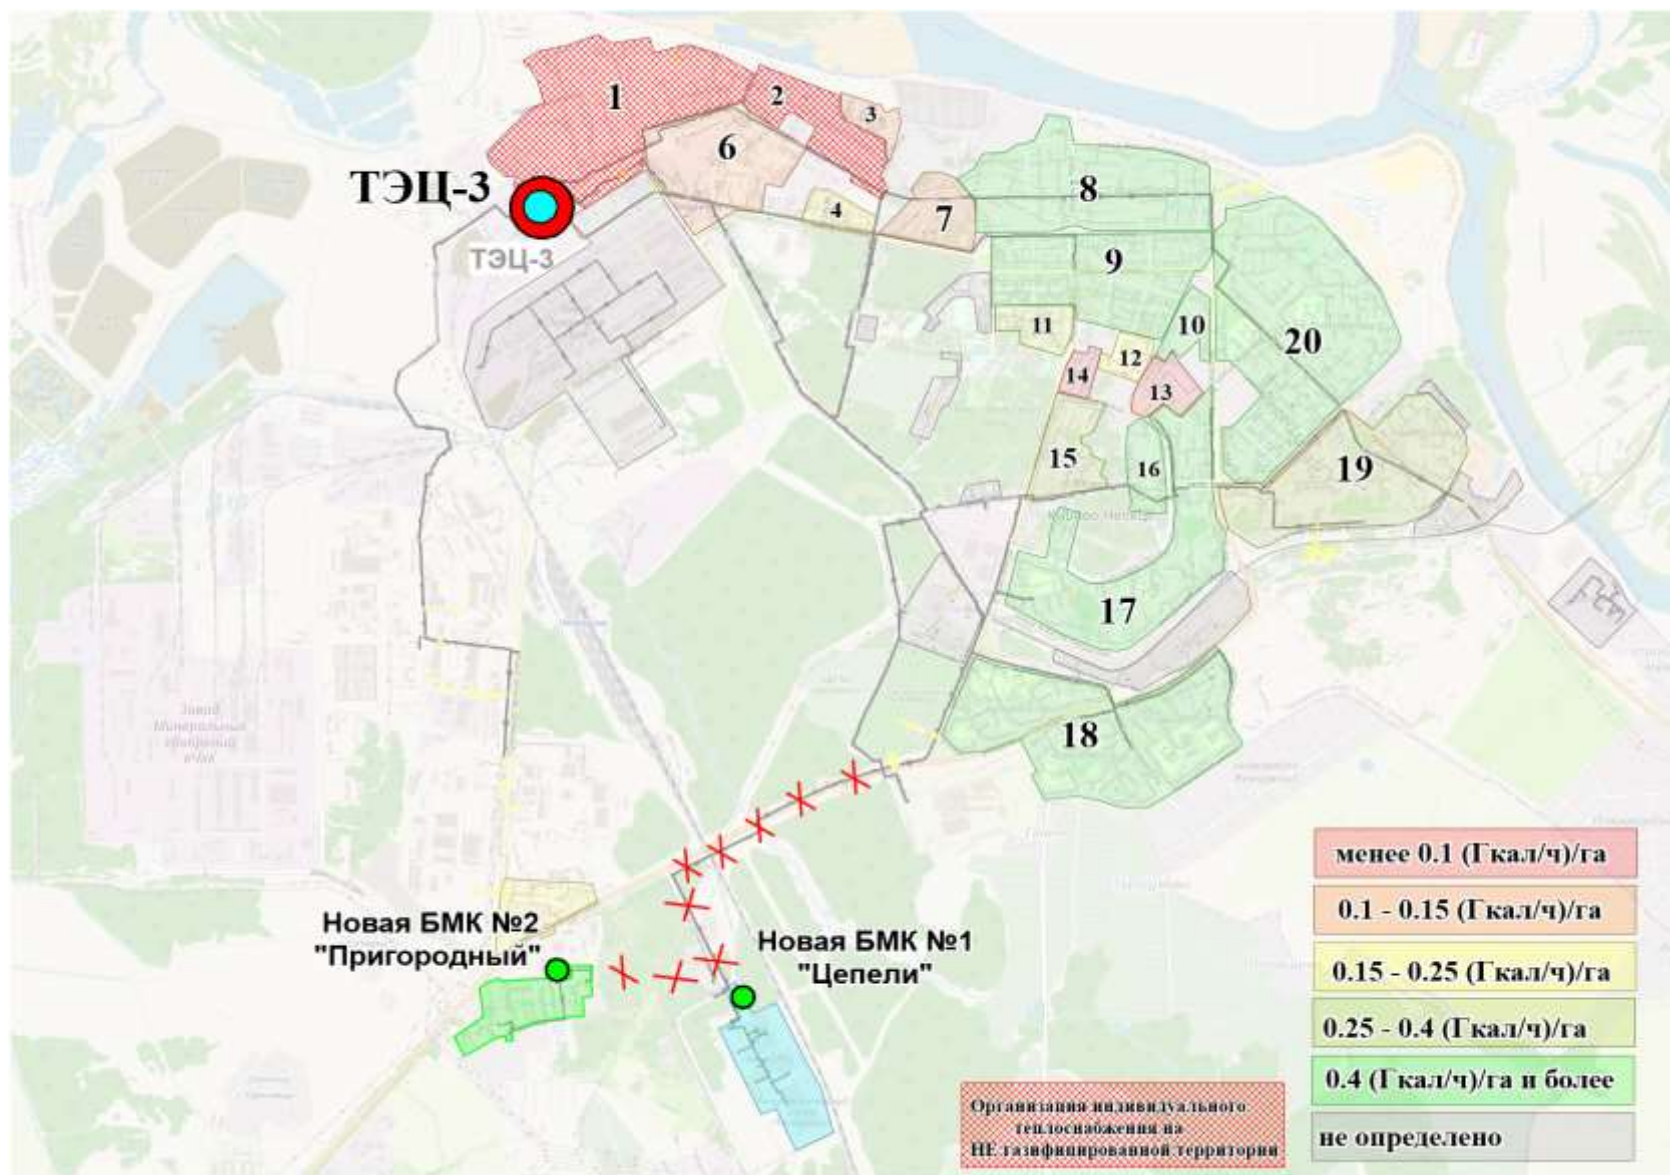 1
2
3
6
ТЭЦ-3
4
7
8
ТЭЦ-3
9
11
10
12
20
14
13
15
16
19
17
18
Завод
Минеральных
удобрений
менее 0.1 (Гкал/ч)/га
0.1 - 0.15 (Гкал/ч)/га
0.15 - 0.25 (Гкал/ч)/га
0.25 - 0.4 (Гкал/ч)/га
0.4 (Гкал/ч)/га и более
не определено
Новая БМК №2
"Пригородный"
Новая БМК №1
"Цепели"
Организация индивидуального
теплоснабжения на
НЕ газифицированной территории